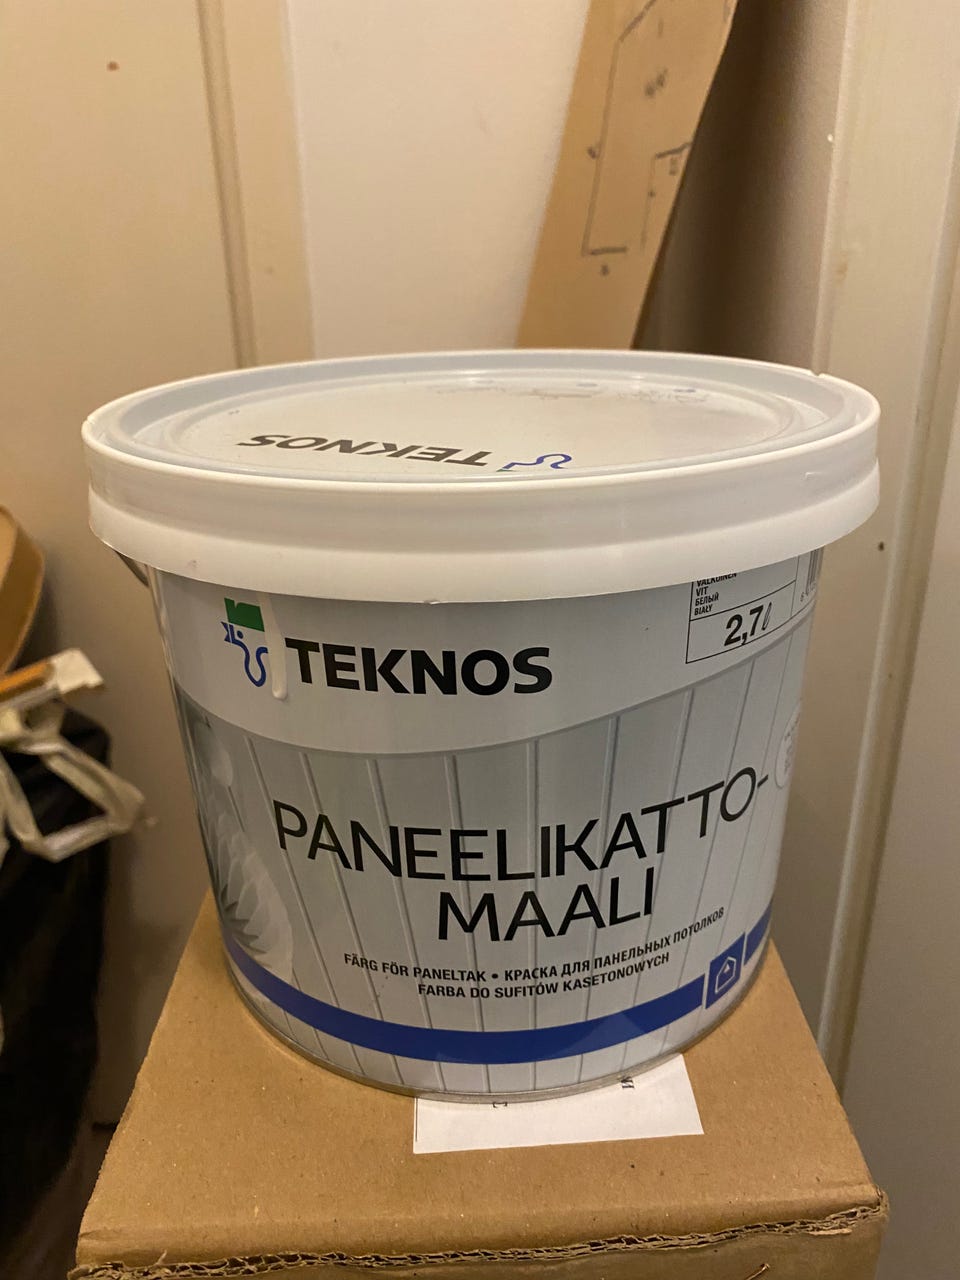 TEKNOS
VALKOINEN
VIT
БЕЛЫЙ
BIAŁY
2,7 ℓ
TEKNOS
PANEELIKATTO-
MAALI
FÄRG FÖR PANELTAK • КРАСКА ДЛЯ ПАНЕЛЬНЫХ ПОТОЛКОВ
FARBA DO SUFITÓW KASETONOWYCH